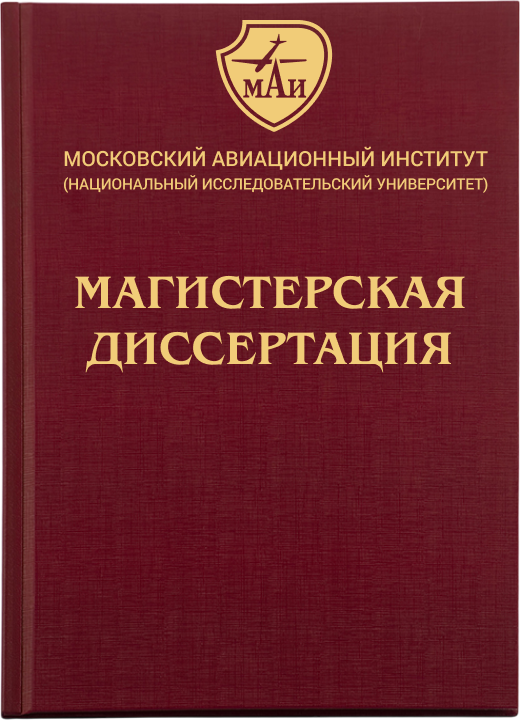 МАИ
МОСКОВСКИЙ АВИАЦИОННЫЙ ИНСТИТУТ
(НАЦИОНАЛЬНЫЙ ИССЛЕДОВАТЕЛЬСКИЙ УНИВЕРСИТЕТ)
МАГИСТЕРСКАЯ
ДИССЕРТАЦИЯ